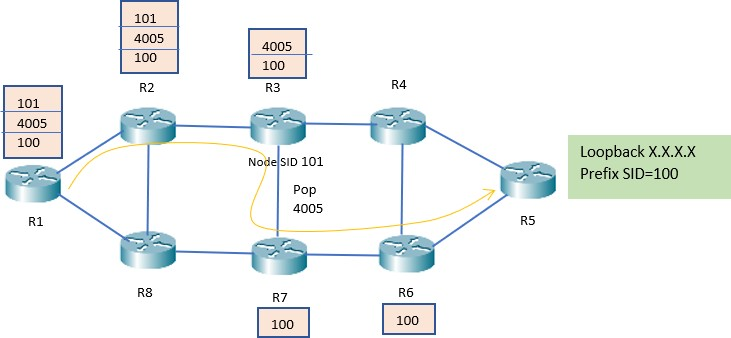 101
4005
100
R2
4005
100
R3
R4
101
4005
100
R1
Node SID 101
Pop
4005
Loopback X.X.X.X
Prefix SID=100
R5
R8
R7
100
R6
100